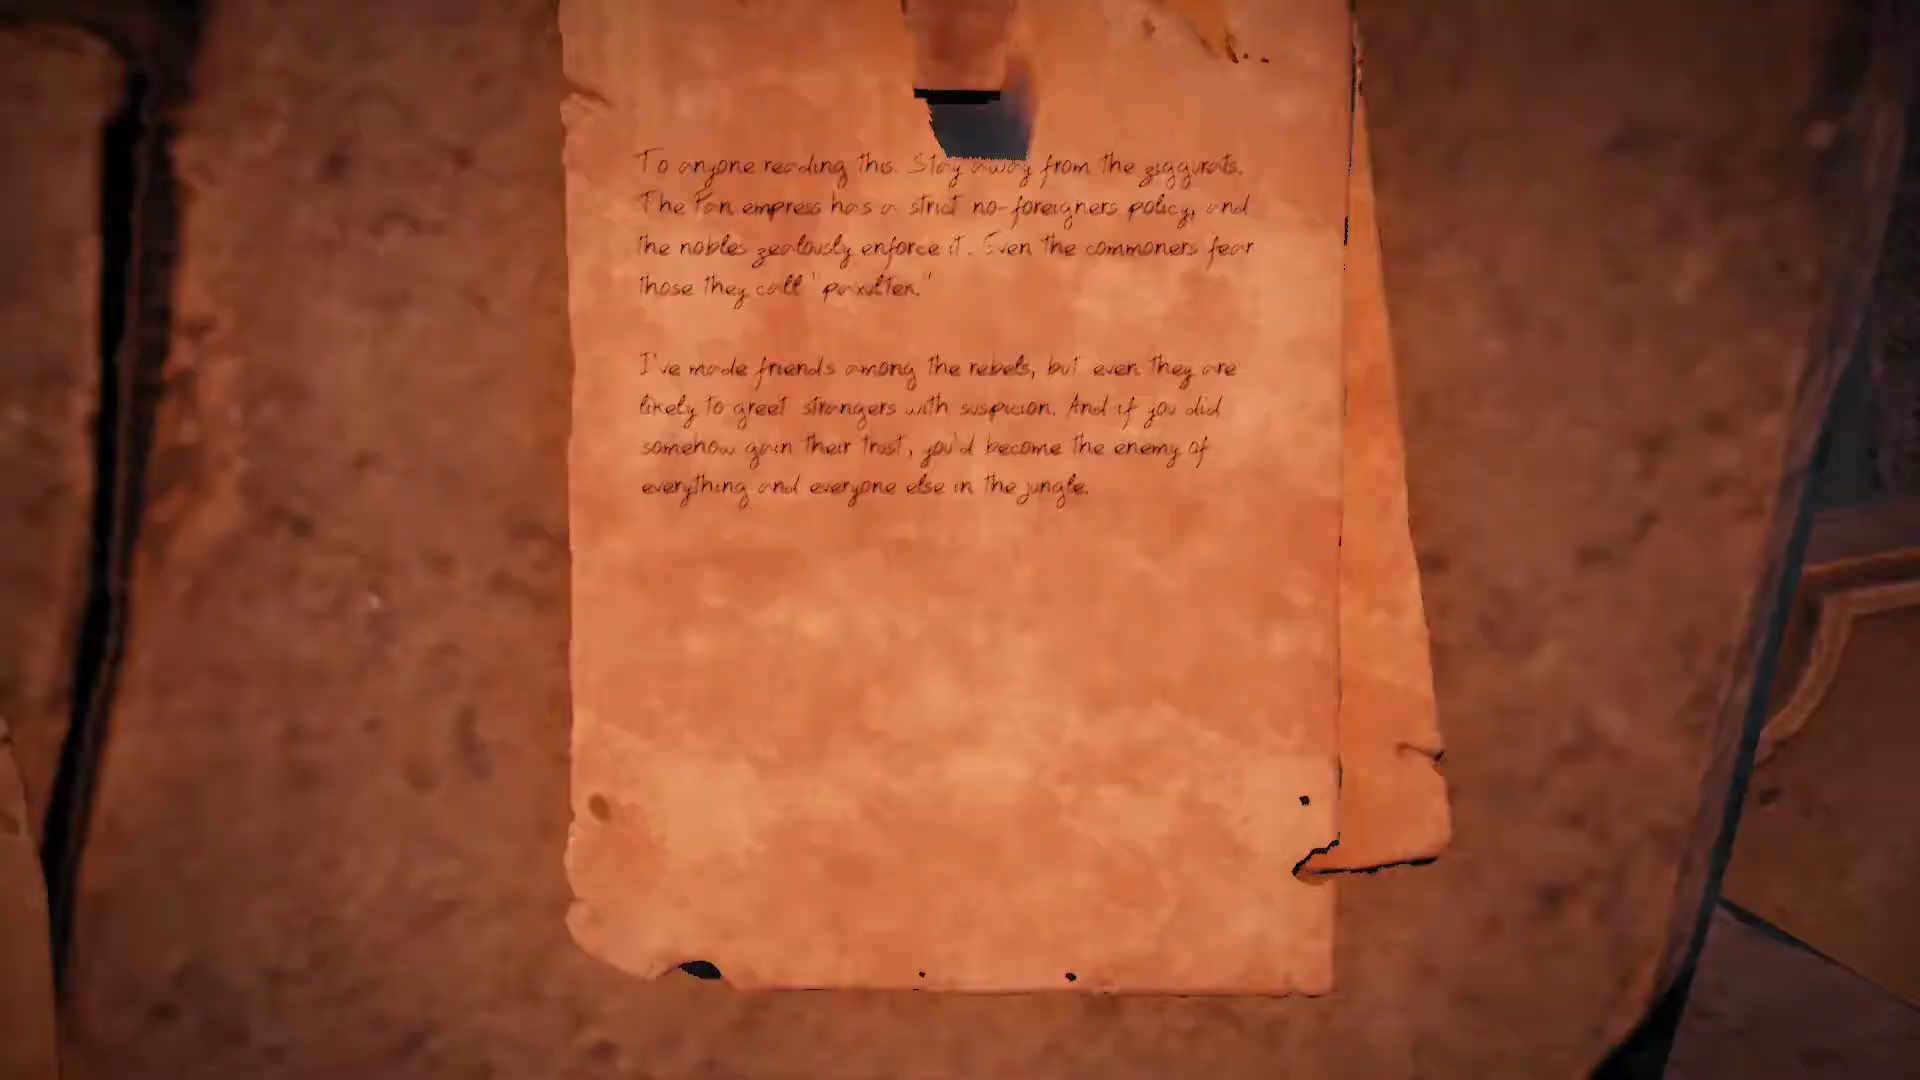 To anyone reading this. Stay away from the ziggurats.
The Pan empress has a strict no-foreigners policy, and
the nobles zealously enforce it. Even the commoners fear
those they call 'paxultek.'
I've made friends among the rebels, but even they are
likely to greet strangers with suspicion. And if you did
somehow gain their trust, you'd become the enemy of
everything and everyone else in the jungle.